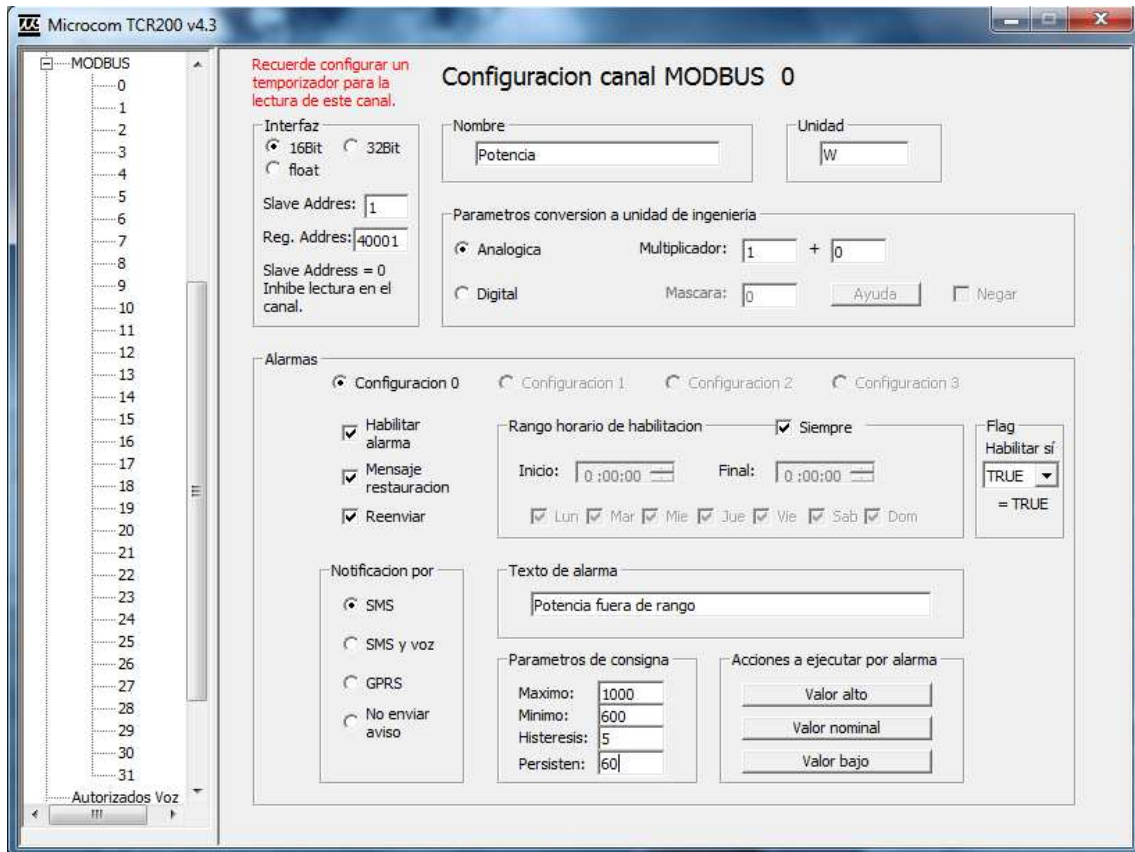 Microcom TCR200 v4.3
MODBUS
0
1
2
3
4
5
6
7
8
9
10
11
12
13
14
15
16
17
18
19
20
21
22
23
24
25
26
27
28
29
30
31
Autorizados Voz
Recuerde configurar un
temporizador para la
lectura de este canal.
Configuracion canal MODBUS 0
Interfaz
16Bit 32Bit
float
Slave Addres: 1
Reg. Addres: 40001
Slave Address = 0
Inhibe lectura en el
canal.
Nombre
Potencia
Unidad
W
Parametros conversion a unidad de ingenieria
Analogica Multiplicador: 1 + 0
Digital Mascara: 0 Ayuda Negar
Alarmas
Configuracion 0 Configuracion 1 Configuracion 2 Configuracion 3
Habilitar
alarma
Mensaje
restauracion
Reenviar
Rango horario de habilitacion Siempre
Inicio: 0 :00:00 Final: 0 :00:00
Lun Mar Mie Jue Vie Sab Dom
Flag
Habilitar sí
TRUE
= TRUE
Notificacion por
SMS
SMS y voz
GPRS
No enviar
aviso
Texto de alarma
Potencia fuera de rango
Parametros de consigna
Maximo: 1000
Minimo: 600
Histeresis: 5
Persisten: 60
Acciones a ejecutar por alarma
Valor alto
Valor nominal
Valor bajo